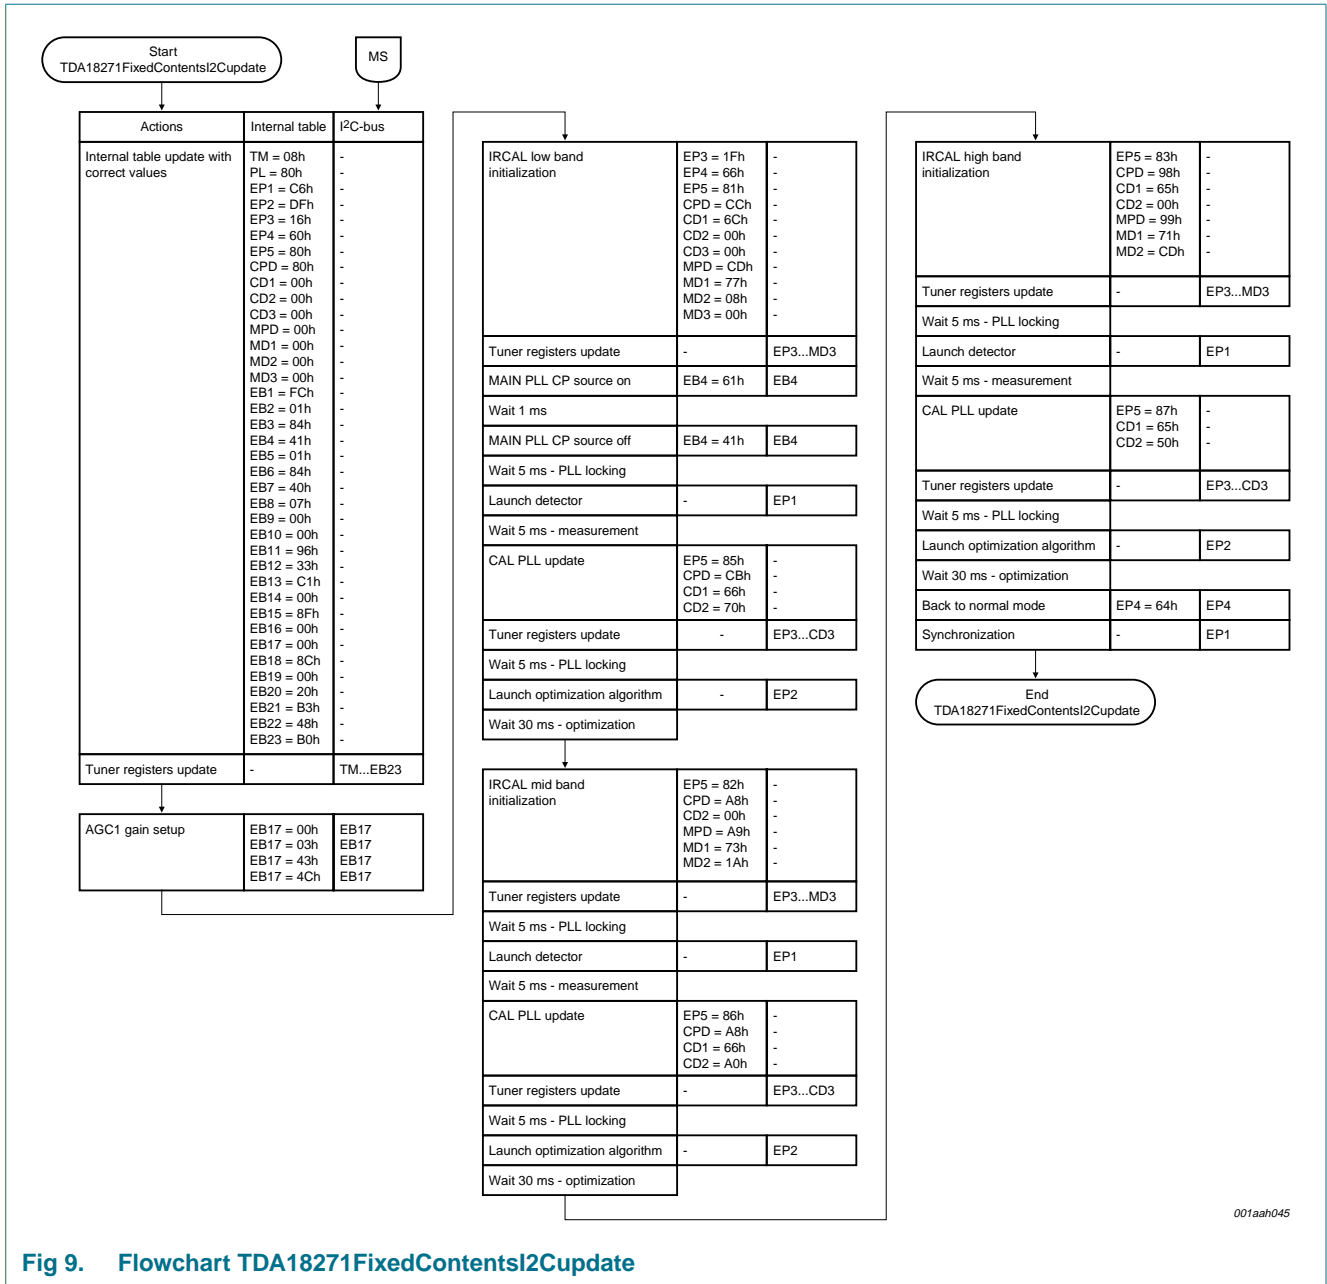 Start
TDA18271FixedContentsI2Cupdate
MS
Actions Internal table I2C-bus
Internal table update with TM = 08h -
correct values PL = 80h -
EP1 = C6h -
EP2 = DFh -
EP3 = 16h -
EP4 = 60h -
EP5 = 80h -
CPD = 80h -
CD1 = 00h -
CD2 = 00h -
CD3 = 00h -
MPD = 00h -
MD1 = 00h -
MD2 = 00h -
MD3 = 00h -
EB1 = FCh -
EB2 = 01h -
EB3 = 84h -
EB4 = 41h -
EB5 = 01h -
EB6 = 84h -
EB7 = 40h -
EB8 = 07h -
EB9 = 00h -
EB10 = 00h -
EB11 = 96h -
EB12 = 33h -
EB13 = C1h -
EB14 = 00h -
EB15 = 8Fh -
EB16 = 00h -
EB17 = 00h -
EB18 = 8Ch -
EB19 = 00h -
EB20 = 20h -
EB21 = B3h -
EB22 = 48h -
EB23 = B0h -
Tuner registers update - TM...EB23
AGC1 gain setup EB17 = 00h EB17
EB17 = 03h EB17
EB17 = 43h EB17
EB17 = 4Ch EB17
IRCAL low band EP3 = 1Fh -
initialization EP4 = 66h -
EP5 = 81h -
CPD = CCh -
CD1 = 6Ch -
CD2 = 00h -
CD3 = 00h -
MPD = CDh -
MD1 = 77h -
MD2 = 08h -
MD3 = 00h -
Tuner registers update - EP3...MD3
MAIN PLL CP source on EB4 = 61h EB4
Wait 1 ms
MAIN PLL CP source off EB4 = 41h EB4
Wait 5 ms - PLL locking
Launch detector - EP1
Wait 5 ms - measurement
CAL PLL update EP5 = 85h -
CPD = CBh -
CD1 = 66h -
CD2 = 70h -
Tuner registers update - EP3...CD3
Wait 5 ms - PLL locking
Launch optimization algorithm - EP2
Wait 30 ms - optimization
IRCAL mid band EP5 = 82h -
initialization CPD = A8h -
CD2 = 00h -
MPD = A9h -
MD1 = 73h -
MD2 = 1Ah -
Tuner registers update - EP3...MD3
Wait 5 ms - PLL locking
Launch detector - EP1
Wait 5 ms - measurement
CAL PLL update EP5 = 86h -
CPD = A8h -
CD1 = 66h -
CD2 = A0h -
Tuner registers update - EP3...CD3
Wait 5 ms - PLL locking
Launch optimization algorithm - EP2
Wait 30 ms - optimization
IRCAL high band EP5 = 83h -
initialization CPD = 98h -
CD1 = 65h -
CD2 = 00h -
MPD = 99h -
MD1 = 71h -
MD2 = CDh -
Tuner registers update - EP3...MD3
Wait 5 ms - PLL locking
Launch detector - EP1
Wait 5 ms - measurement
CAL PLL update EP5 = 87h -
CD1 = 65h -
CD2 = 50h -
Tuner registers update - EP3...CD3
Wait 5 ms - PLL locking
Launch optimization algorithm - EP2
Wait 30 ms - optimization
Back to normal mode EP4 = 64h EP4
Synchronization - EP1
End
TDA18271FixedContentsI2Cupdate
001aah045
Fig 9. Flowchart TDA18271FixedContentsI2Cupdate